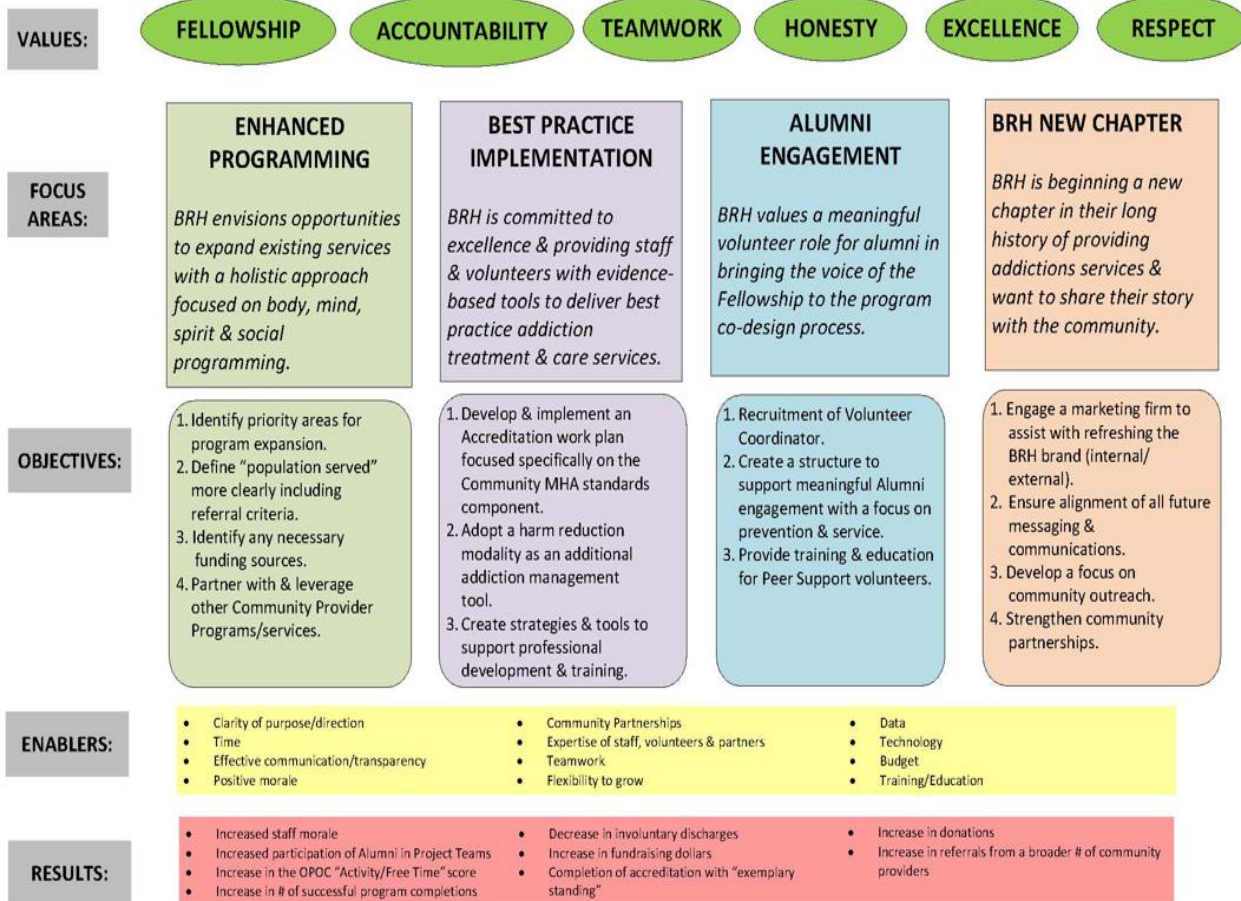 VALUES:
FELLOWSHIP
ACCOUNTABILITY
TEAMWORK
HONESTY
EXCELLENCE
RESPECT
FOCUS
AREAS:
ENHANCED
PROGRAMMING
BRH envisions opportunities
to expand existing services
with a holistic approach
focused on body, mind,
spirit & social
programming.
BEST PRACTICE
IMPLEMENTATION
BRH is committed to
excellence & providing staff
& volunteers with evidence-
based tools to deliver best
practice addiction
treatment & care services.
ALUMNI
ENGAGEMENT
BRH values a meaningful
volunteer role for alumni in
bringing the voice of the
Fellowship to the program
co-design process.
BRH NEW CHAPTER
BRH is beginning a new
chapter in their long
history of providing
addictions services &
want to share their story
with the community.
OBJECTIVES:
1. Identify priority areas for
program expansion.
2. Define “population served”
more clearly including
referral criteria.
3. Identify any necessary
funding sources.
4. Partner with & leverage
other Community Provider
Programs/services.
1. Develop & implement an
Accreditation work plan
focused specifically on the
Community MHA standards
component.
2. Adopt a harm reduction
modality as an additional
addiction management
tool.
3. Create strategies & tools to
support professional
development & training.
1. Recruitment of Volunteer
Coordinator.
2. Create a structure to
support meaningful Alumni
engagement with a focus on
prevention & service.
3. Provide training & education
for Peer Support volunteers.
1. Engage a marketing firm to
assist with refreshing the
BRH brand (internal/
external).
2. Ensure alignment of all future
messaging &
communications.
3. Develop a focus on
community outreach.
4. Strengthen community
partnerships.
ENABLERS:
• Clarity of purpose/direction
• Time
• Effective communication/transparency
• Positive morale
• Community Partnerships
• Expertise of staff, volunteers & partners
• Teamwork
• Flexibility to grow
• Data
• Technology
• Budget
• Training/Education
RESULTS:
• Increased staff morale
• Increased participation of Alumni in Project Teams
• Increase in the OPOC “Activity/Free Time” score
• Increase in # of successful program completions
• Decrease in involuntary discharges
• Increase in fundraising dollars
• Completion of accreditation with “exemplary
standing”
• Increase in donations
• Increase in referrals from a broader # of community
providers